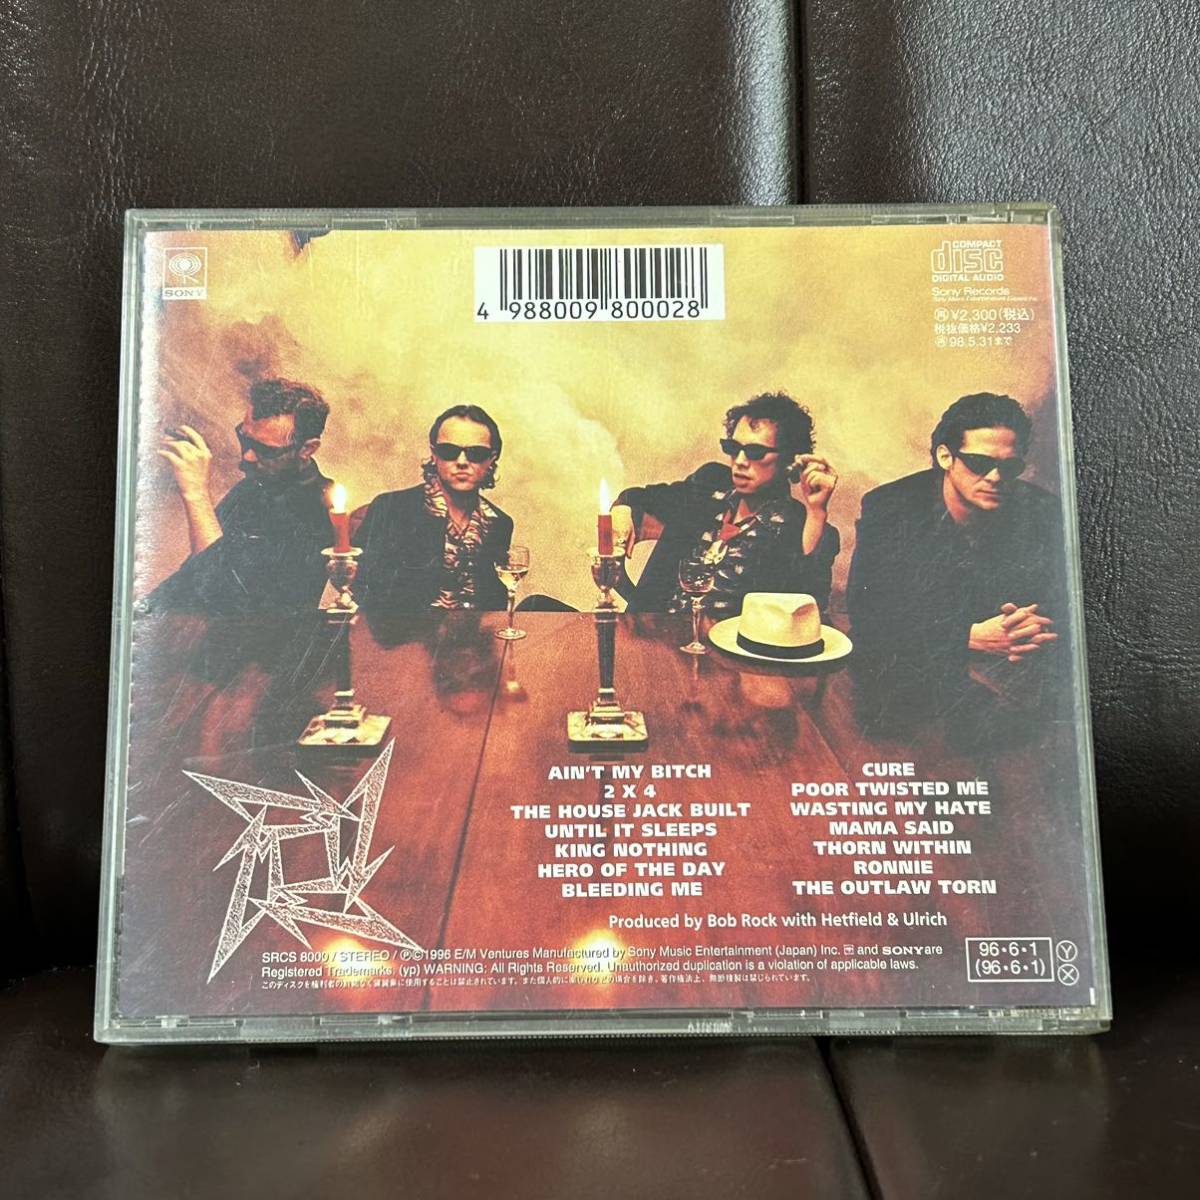 SONY
4 988009 800028
COMPACT
disc
DIGITAL AUDIO
Sony Records
¥2,300(税込)
税抜価格¥2,233
98.5.31まで
AIN'T MY BITCH
2 X 4
THE HOUSE JACK BUILT
UNTIL IT SLEEPS
KING NOTHING
HERO OF THE DAY
BLEEDING ME
CURE
POOR TWISTED ME
WASTING MY HATE
MAMA SAID
THORN WITHIN
RONNIE
THE OUTLAW TORN
Produced by Bob Rock with Hetfield & Ulrich
SRCS 8000 / STEREO / ℗©1996 E/M Ventures Manufactured by Sony Music Entertainment (Japan) Inc. and SONY are
Registered Trademarks. (yp) WARNING: All Rights Reserved. Unauthorized duplication is a violation of applicable laws.
96・6・1
(96・6・1)
Y
X